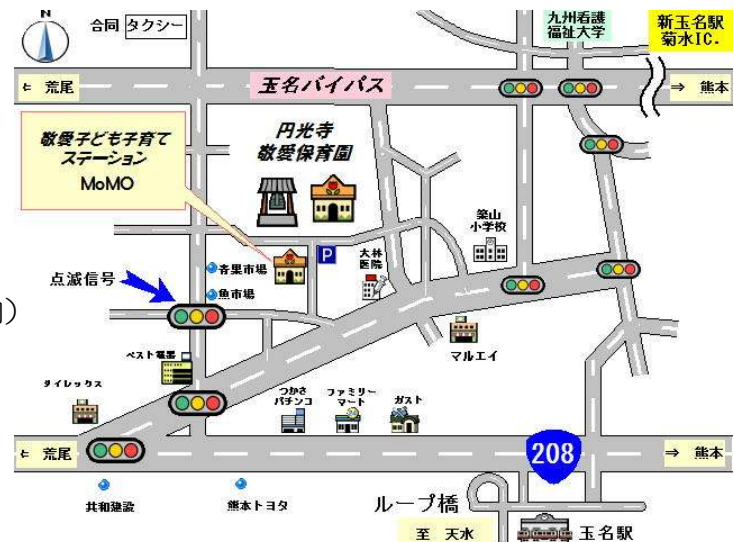 N
合同 タクシー
九州看護
福祉大学
新玉名駅
菊水IC.
⇐ 荒尾
玉名バイパス
⇒ 熊本
敬愛子ども子育て
ステーション
MoMO
円光寺
敬愛保育園
築山
小学校
P
大林
医院
青果市場
点滅信号
魚市場
)
ベスト電器
マルエイ
ダイレックス
つかさ
パチンコ
ファミリー
マート
ガスト
⇐ 荒尾
208
⇒ 熊本
共和建設
熊本トヨタ
ループ橋
至 天水
玉名駅